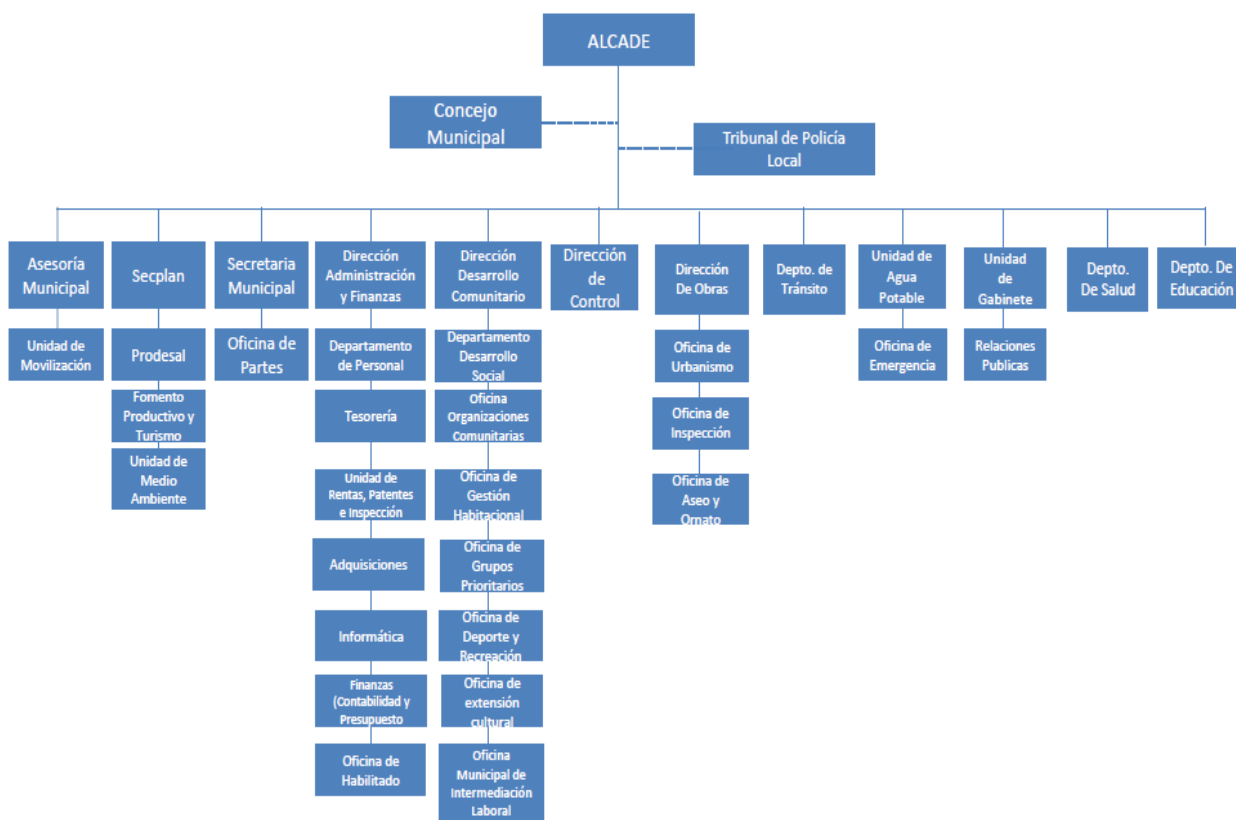 ALCADE
Concejo
Municipal
Tribunal de Policía
Local
Asesoría
Municipal
Secplan
Secretaria
Municipal
Dirección
Administración
y Finanzas
Dirección
Desarrollo
Comunitario
Dirección
de
Control
Dirección
De Obras
Depto. de
Tránsito
Unidad de
Agua
Potable
Unidad
de
Gabinete
Depto.
De Salud
Depto. De
Educación
Unidad de
Movilización
Prodesal
Oficina de
Partes
Departamento
de Personal
Departamento
Desarrollo
Social
Oficina de
Urbanismo
Oficina de
Emergencia
Relaciones
Publicas
Fomento
Productivo y
Turismo
Tesorería
Oficina
Organizaciones
Comunitarias
Oficina de
Inspección
Unidad de
Medio
Ambiente
Unidad de
Rentas, Patentes
e Inspección
Oficina de
Gestión
Habitacional
Oficina de
Aseo y
Ornato
Adquisiciones
Oficina de
Grupos
Prioritarios
Informática
Oficina de
Deporte y
Recreación
Finanzas
(Contabilidad y
Presupuesto
Oficina de
extensión
cultural
Oficina de
Habilitado
Oficina
Municipal de
Intermediación
Laboral